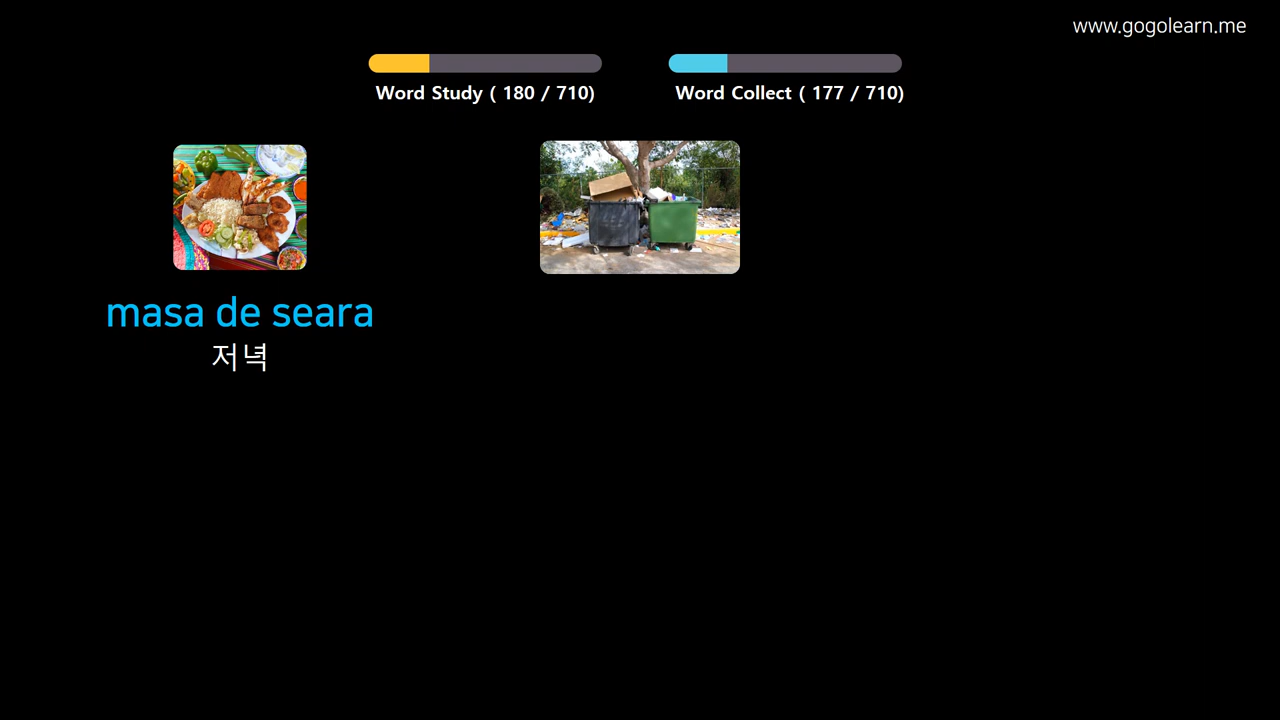 www.gogolearn.me
Word Study ( 180 / 710)
Word Collect ( 177 / 710)
masa de seara
저녁